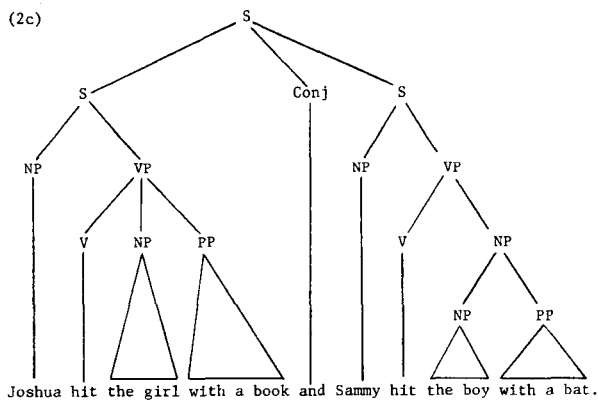 (2c)
S
S Conj S
NP VP NP VP
V NP PP V NP
NP PP
Joshua hit the girl with a book and Sammy hit the boy with a bat.